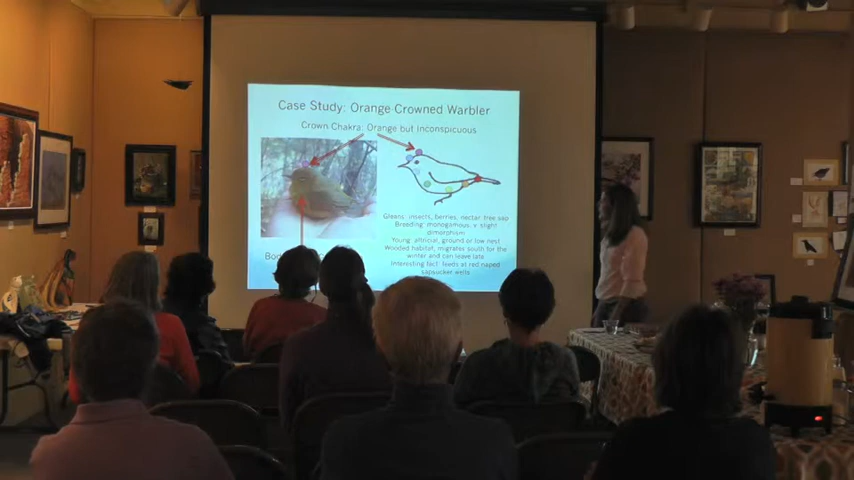 Case Study: Orange-Crowned Warbler
Crown Chakra: Orange but Inconspicuous
Gleans: insects, berries, nectar, tree sap
Breeding: monogamous, v. slight
dimorphism
Young: altricial, ground or low nest
Wooded habitat, migrates south for the
winter and can leave late
Interesting fact: feeds at red naped
sapsucker wells